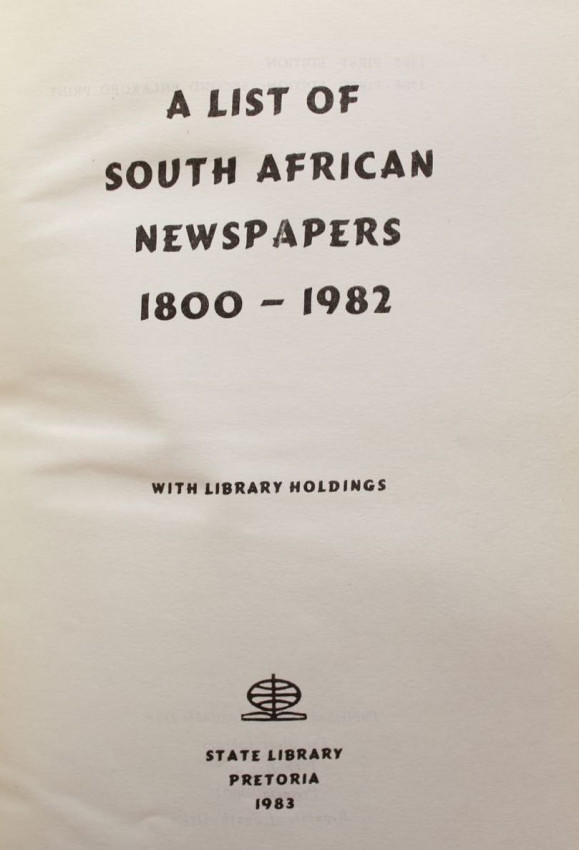 A LIST OF
SOUTH AFRICAN
NEWSPAPERS
1800 – 1982
WITH LIBRARY HOLDINGS
STATE LIBRARY
PRETORIA
1983